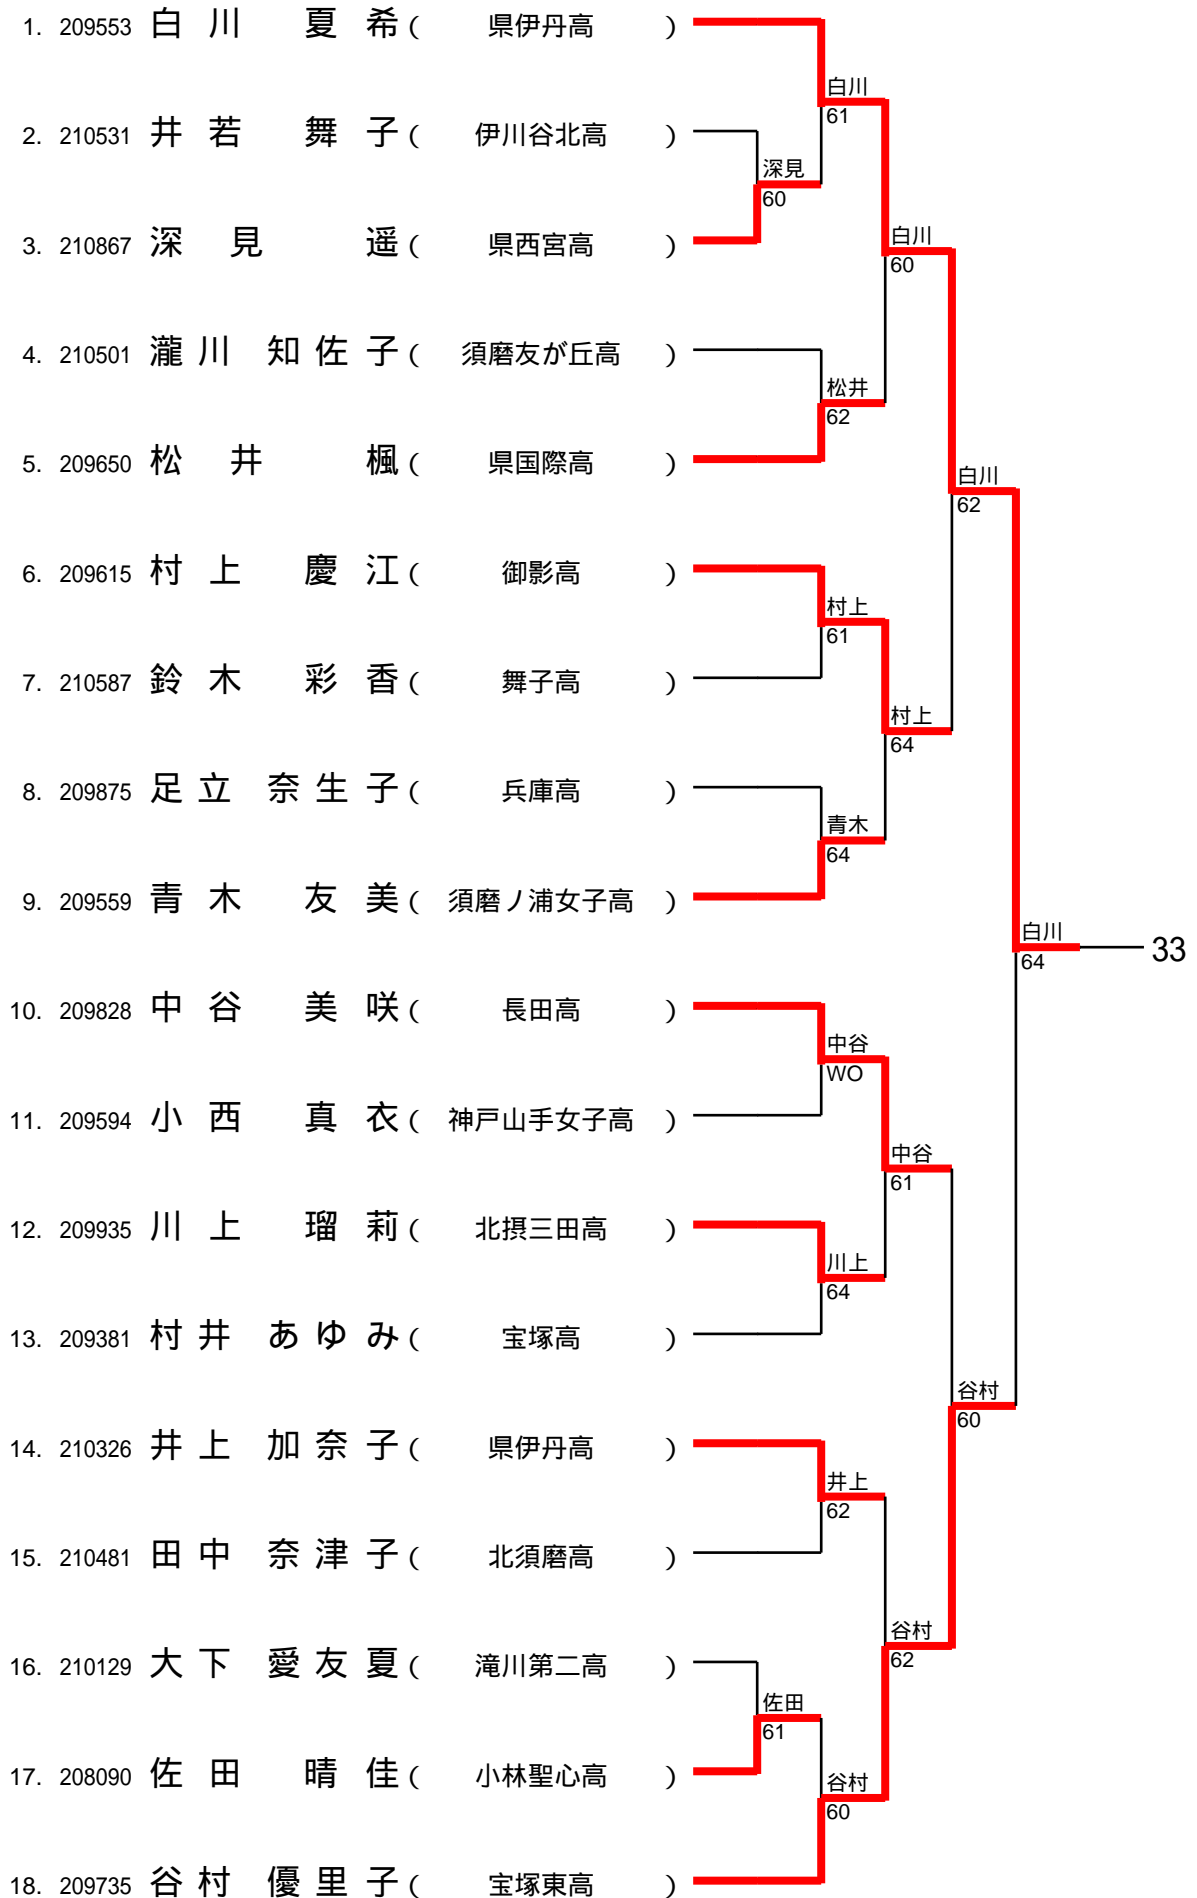 1. 209553 白川 夏希 ( 県伊丹高 )
白川
61
2. 210531 井若 舞子 ( 伊川谷北高 )
深見
60
3. 210867 深見 遥 ( 県西宮高 )
白川
60
4. 210501 瀧川 知佐子 ( 須磨友が丘高 )
松井
62
5. 209650 松井 楓 ( 県国際高 )
白川
62
6. 209615 村上 慶江 ( 御影高 )
村上
61
7. 210587 鈴木 彩香 ( 舞子高 )
村上
64
8. 209875 足立 奈生子 ( 兵庫高 )
青木
64
9. 209559 青木 友美 ( 須磨ノ浦女子高 )
白川
64
33
10. 209828 中谷 美咲 ( 長田高 )
中谷
WO
11. 209594 小西 真衣 ( 神戸山手女子高 )
中谷
61
12. 209935 川上 瑠莉 ( 北摂三田高 )
川上
64
13. 209381 村井 あゆみ ( 宝塚高 )
谷村
60
14. 210326 井上 加奈子 ( 県伊丹高 )
井上
62
15. 210481 田中 奈津子 ( 北須磨高 )
谷村
62
16. 210129 大下 愛友夏 ( 滝川第二高 )
佐田
61
17. 208090 佐田 晴佳 ( 小林聖心高 )
谷村
60
18. 209735 谷村 優里子 ( 宝塚東高 )